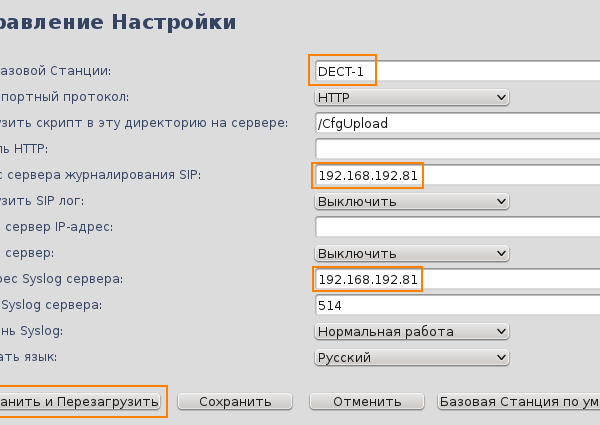 равление Настройки
азовой Станции: DECT-1
портный протокол: HTTP
узить скрипт в эту директорию на сервере: /CfgUpload
ль HTTP:
с сервера журналирования SIP: 192.168.192.81
узить SIP лог: Выключить
сервер IP-адрес:
сервер: Выключить
рес Syslog сервера: 192.168.192.81
Syslog сервера: 514
нь Syslog: Нормальная работа
ать язык: Русский
анить и Перезагрузить Сохранить Отменить Базовая Станция по ум